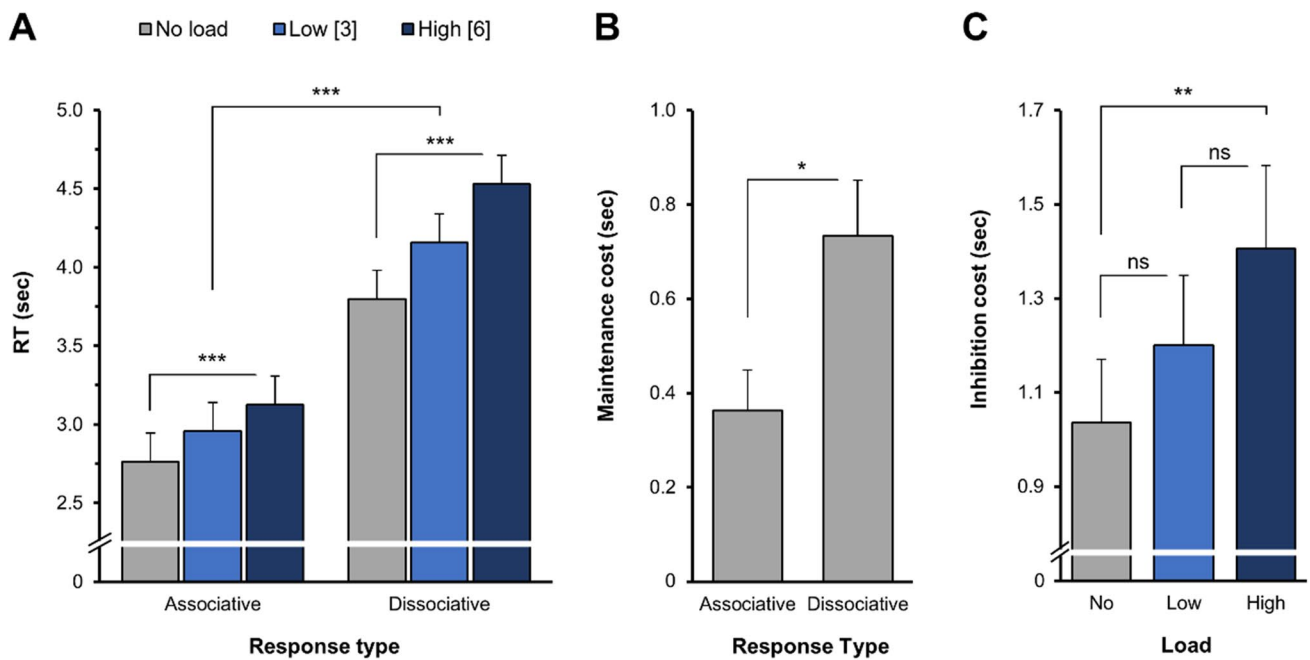 A
No load
Low [3]
High [6]
5.0
4.5
4.0
3.5
3.0
2.5
0
RT (sec)
***
***
***
Associative
Dissociative
Response type
B
1.0
0.8
0.6
0.4
0.2
0
Maintenance cost (sec)
*
Associative Dissociative
Response Type
C
1.7
1.5
1.3
1.1
0.9
0
Inhibition cost (sec)
**
ns
ns
No
Low
High
Load